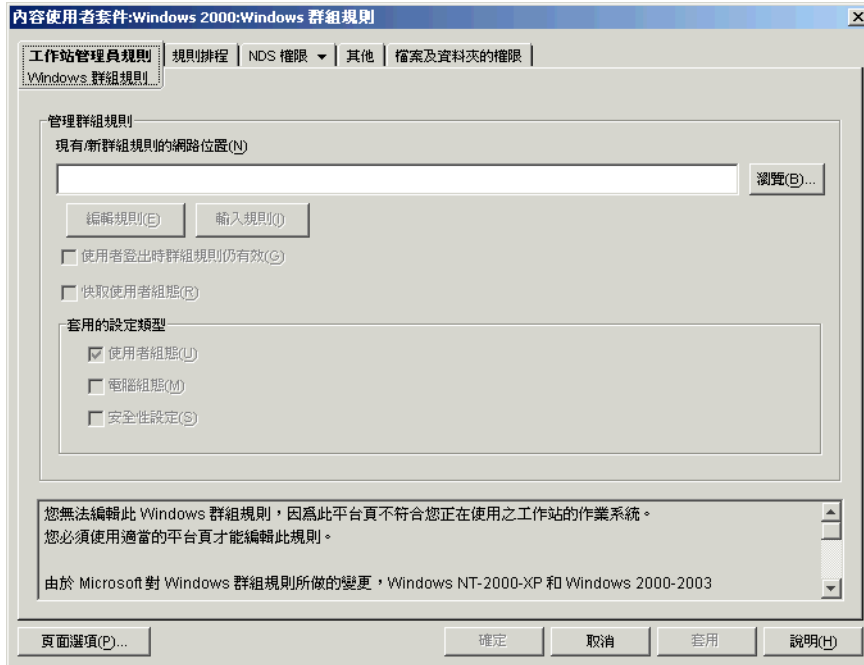 內容使用者套件:Windows 2000:Windows 群組規則
工作站管理員規則 規則排程 NDS 權限 其他 檔案及資料夾的權限
Windows 群組規則
管理群組規則
現有/新群組規則的網路位置(N)
瀏覽(B)...
編輯規則(E) 輸入規則(I)
使用者登出時群組規則仍有效(G)
快取使用者組態(R)
套用的設定類型
使用者組態(U)
電腦組態(M)
安全性設定(S)
您無法編輯此 Windows 群組規則，因為此平台頁不符合您正在使用之工作站的作業系統。
您必須使用適當的平台頁才能編輯此規則。
由於 Microsoft 對 Windows 群組規則所做的變更，Windows NT-2000-XP 和 Windows 2000-2003
頁面選項(P)... 確定 取消 套用 說明(H)